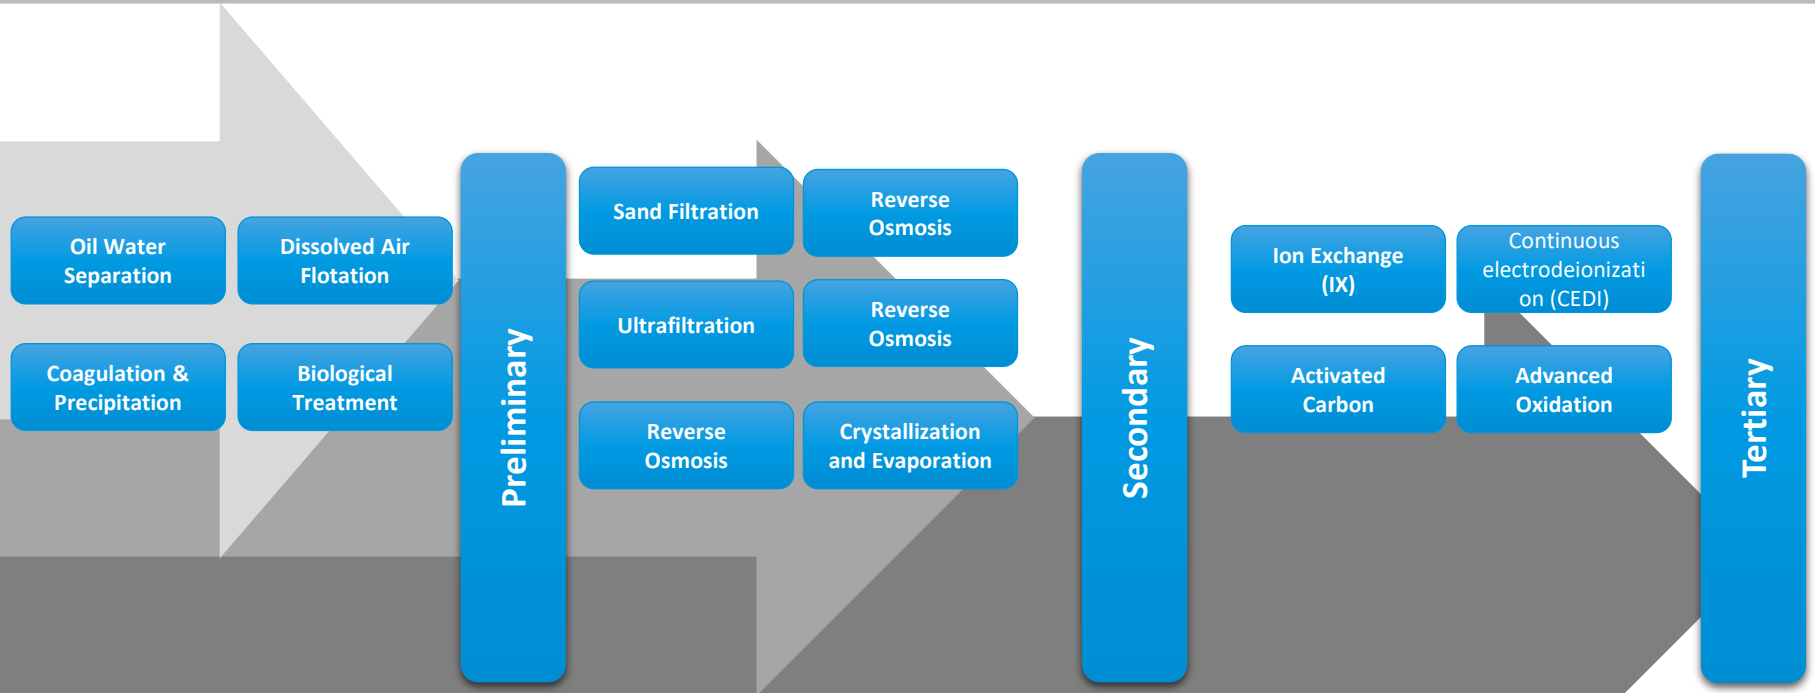 Oil Water
Separation
Dissolved Air
Flotation
Coagulation &
Precipitation
Biological
Treatment
Preliminary
Sand Filtration
Reverse
Osmosis
Ultrafiltration
Reverse
Osmosis
Reverse
Osmosis
Crystallization
and Evaporation
Secondary
Ion Exchange
(IX)
Continuous
electrodeionizati
on (CEDI)
Activated
Carbon
Advanced
Oxidation
Tertiary